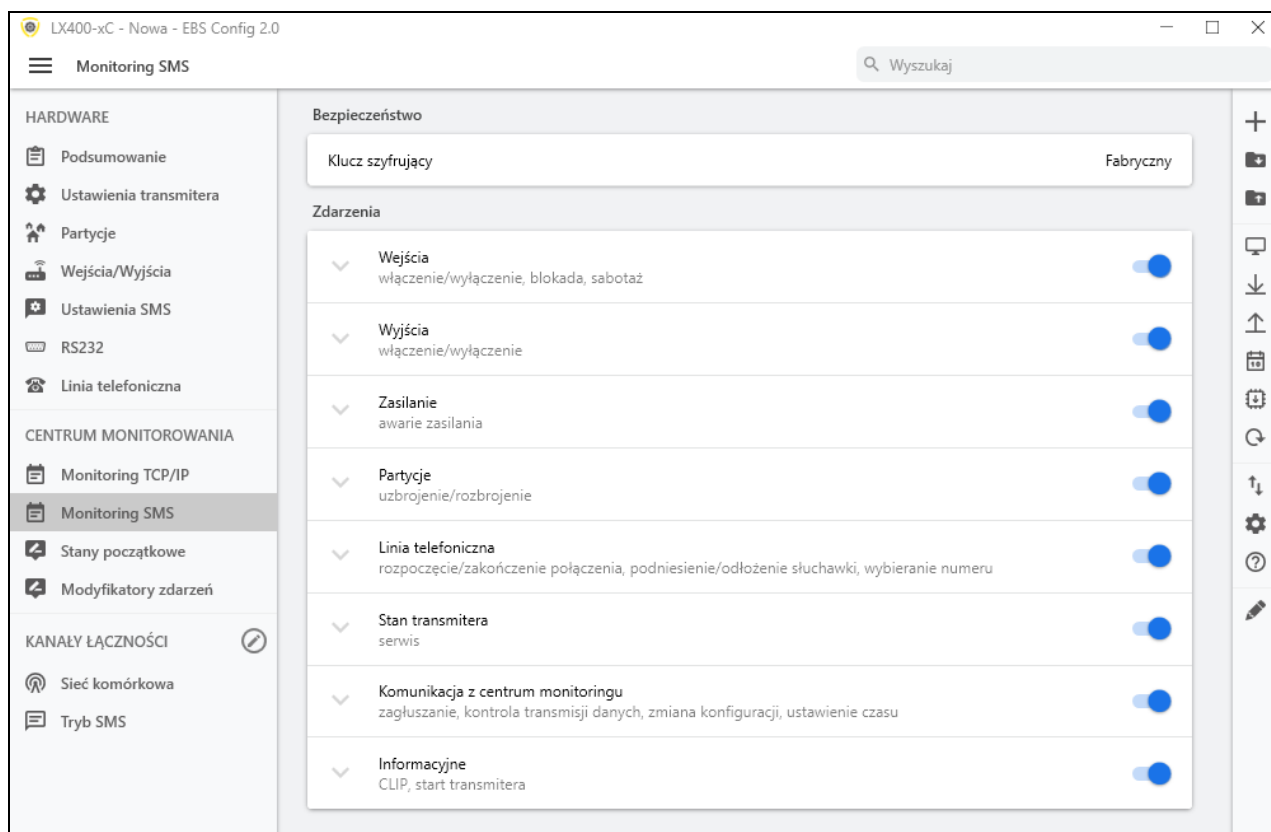 LX400-xC - Nowa - EBS Config 2.0
Monitoring SMS
Wyszukaj
HARDWARE
Podsumowanie
Ustawienia transmitera
Partycje
Wejścia/Wyjścia
Ustawienia SMS
RS232
Linia telefoniczna
CENTRUM MONITOROWANIA
Monitoring TCP/IP
Monitoring SMS
Stany początkowe
Modyfikatory zdarzeń
KANAŁY ŁĄCZNOŚCI
Sieć komórkowa
Tryb SMS
Bezpieczeństwo
Klucz szyfrujący Fabryczny
Zdarzenia
Wejścia
włączenie/wyłączenie, blokada, sabotaż
Wyjścia
włączenie/wyłączenie
Zasilanie
awarie zasilania
Partycje
uzbrojenie/rozbrojenie
Linia telefoniczna
rozpoczęcie/zakończenie połączenia, podniesienie/odłożenie słuchawki, wybieranie numeru
Stan transmitera
serwis
Komunikacja z centrum monitoringu
zagłuszanie, kontrola transmisji danych, zmiana konfiguracji, ustawienie czasu
Informacyjne
CLIP, start transmitera